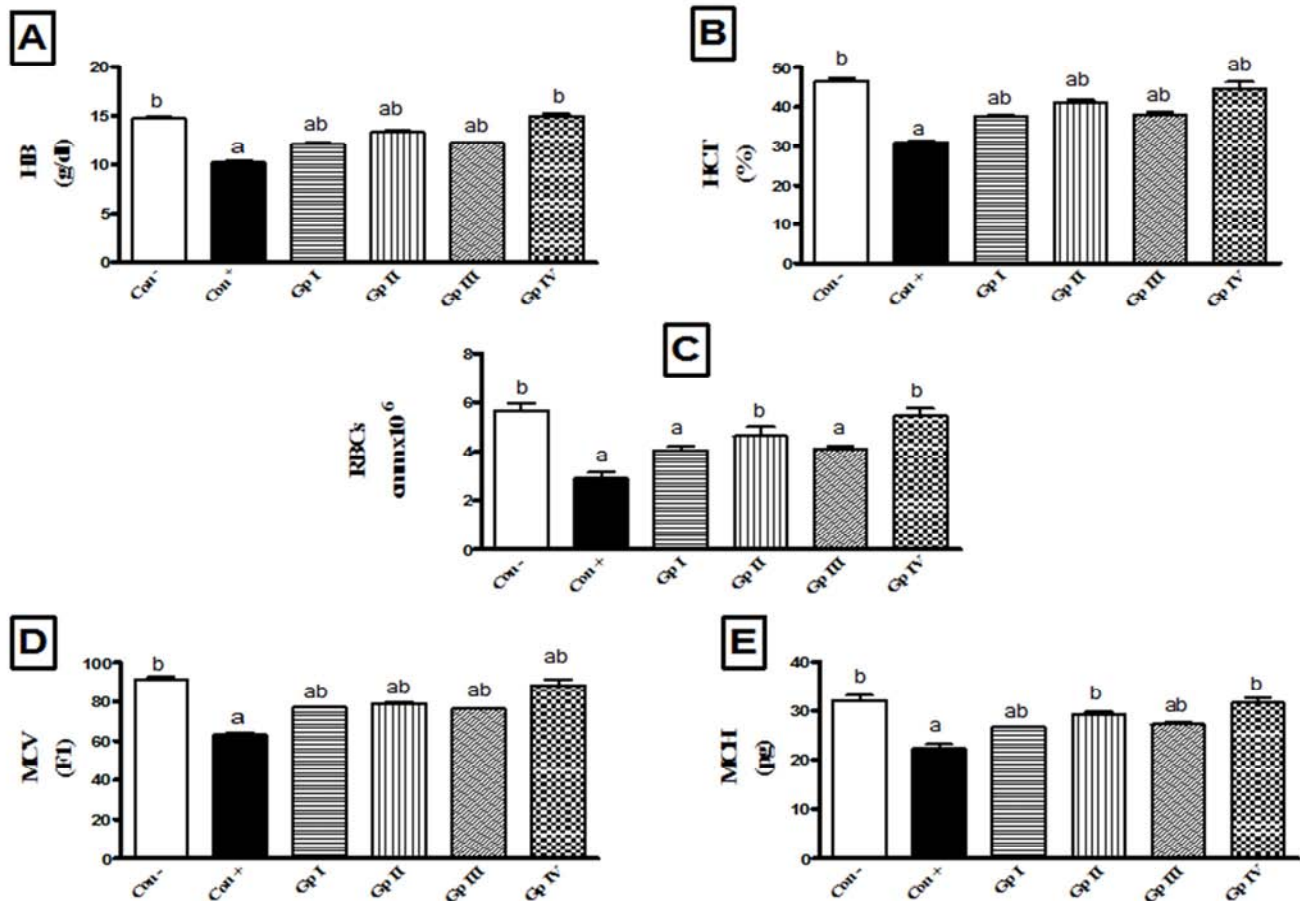 A
20
15
10
5
0
HB
(g/dl)
b
a
ab
ab
ab
b
Con-
Con+
Gp I
Gp II
Gp III
Gp IV
B
50
40
30
20
10
0
HCT
(%)
b
a
ab
ab
ab
ab
Con-
Con+
Gp I
Gp II
Gp III
Gp IV
C
8
6
4
2
0
RBCs
cmmx10^6
b
a
a
b
a
b
Con-
Con+
Gp I
Gp II
Gp III
Gp IV
D
100
80
60
40
20
0
MCV
(F1)
b
a
ab
ab
ab
ab
Con-
Con+
Gp I
Gp II
Gp III
Gp IV
E
40
30
20
10
0
MCH
(pg)
b
a
ab
b
ab
b
Con-
Con+
Gp I
Gp II
Gp III
Gp IV